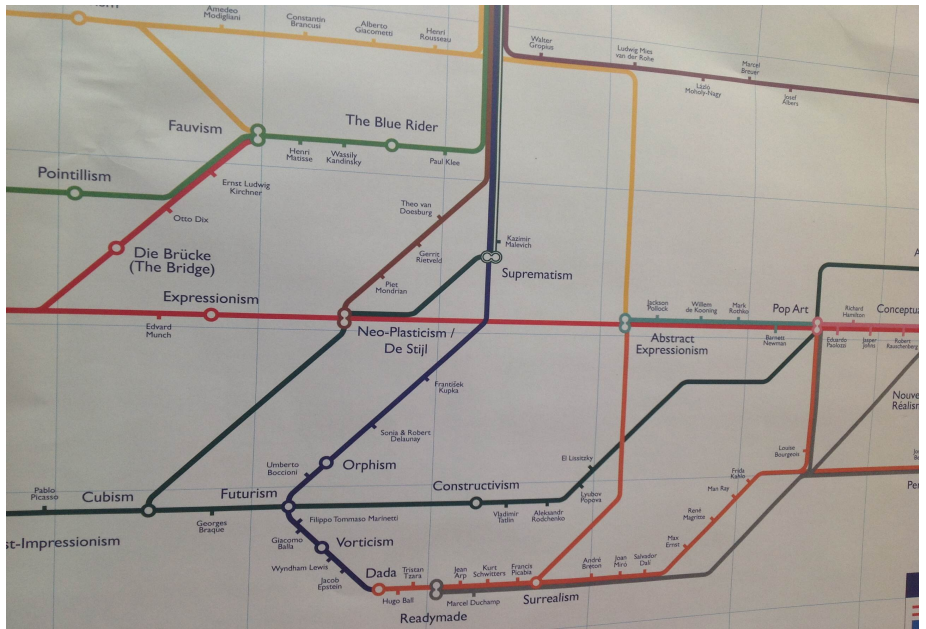 Amedeo
Modigliani
Constantin
Brancusi
Alberto
Giacometti
Henri
Rousseau
Walter
Gropius
Ludwig Mies
van der Rohe
Marcel
Breuer
Lázlo
Moholy-Nagy
Josef
Albers
Fauvism
The Blue Rider
Henri
Matisse
Wassily
Kandinsky
Paul Klee
Pointillism
Ernst Ludwig
Kirchner
Otto Dix
Theo van
Doesburg
Die Brücke
(The Bridge)
Gerrit
Rietveld
Kazimir
Malevich
Suprematism
Piet
Mondrian
Expressionism
Edvard
Munch
Neo-Plasticism /
De Stijl
Jackson
Pollock
Willem
de Kooning
Mark
Rothko
Pop Art
Richard
Hamilton
Conceptu
Abstract
Expressionism
Barnett
Newman
Eduardo
Paolozzi
Jasper
Johns
Robert
Rauschenberg
František
Kupka
Nouve
Réalism
Sonia & Robert
Delaunay
Umberto
Boccioni
Orphism
El Lissitzky
Louise
Bourgeois
Pablo
Picasso
Cubism
Futurism
Constructivism
Lyubov
Popova
Frida
Kahlo
Man Ray
Georges
Braque
Filippo Tommaso Marinetti
Vladimir
Tatlin
Aleksandr
Rodchenko
René
Magritte
st-Impressionism
Giacomo
Balla
Vorticism
Wyndham Lewis
Max
Ernst
Jacob
Epstein
Dada
Tristan
Tzara
Jean
Arp
Kurt
Schwitters
Francis
Picabia
André
Breton
Joan
Miró
Salvador
Dalí
Hugo Ball
Marcel Duchamp
Surrealism
Readymade